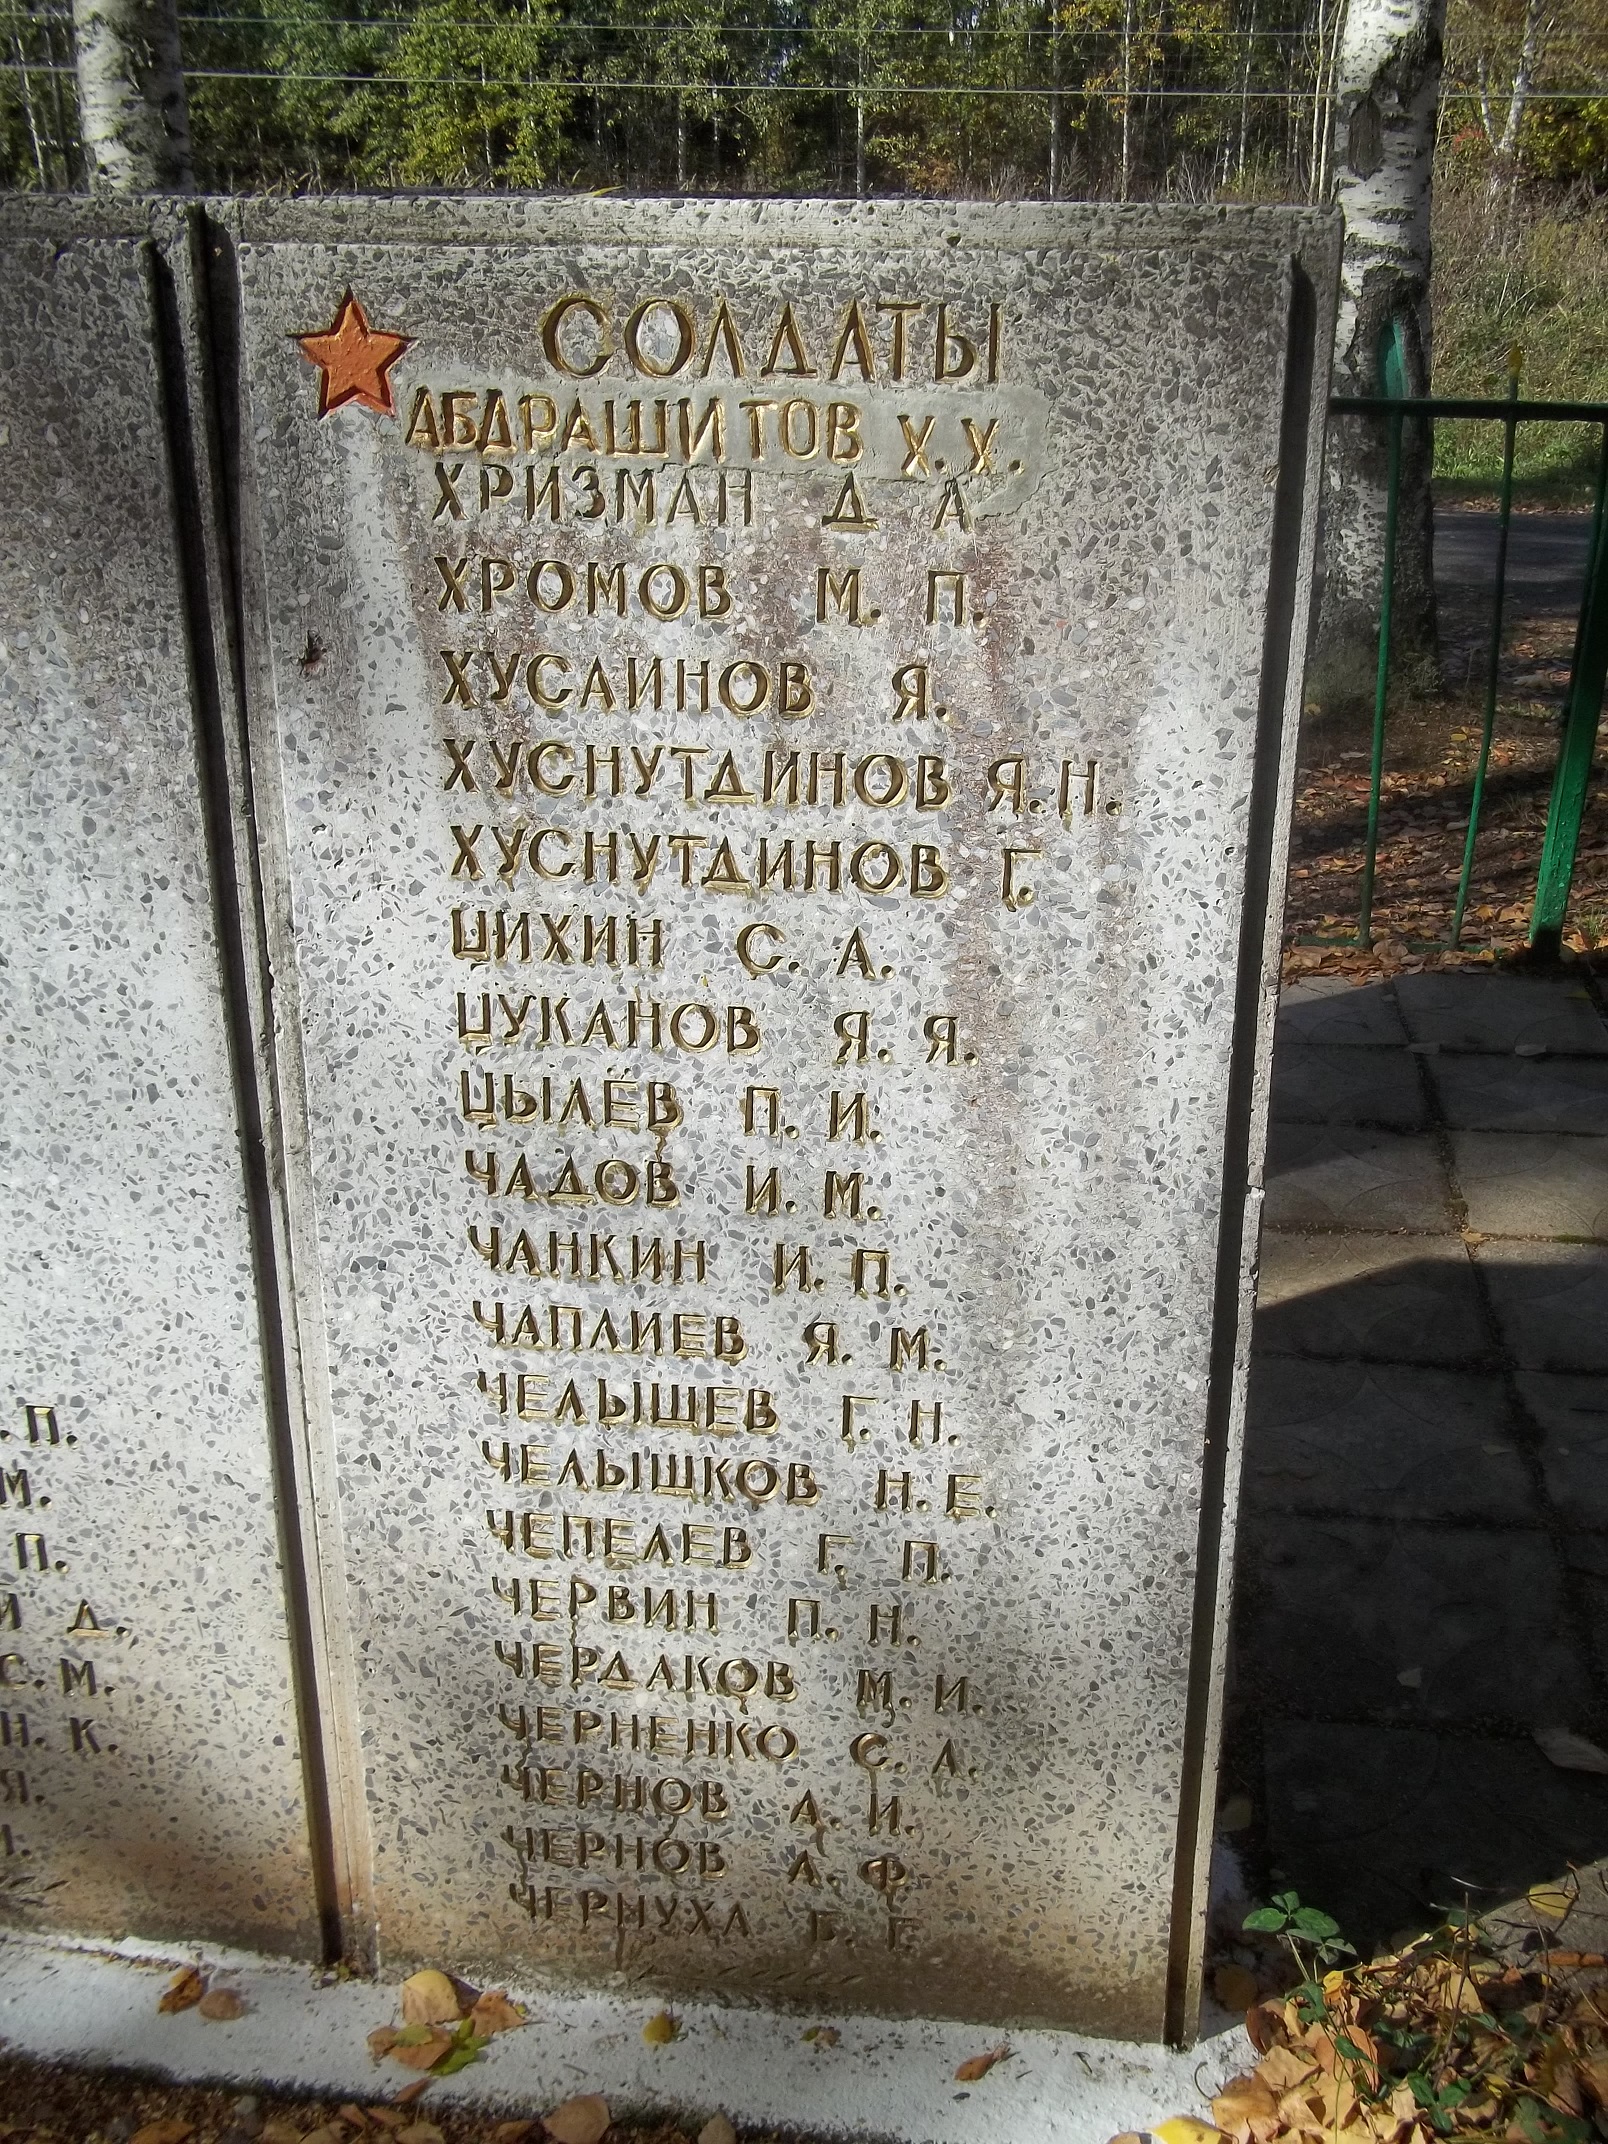 СОЛДАТЫ
АБДРАШИТОВ Х. Х.
ХРИЗМАН Д А
ХРОМОВ М. П.
ХУСАИНОВ Я.
ХУСНУТДИНОВ Я. Н.
ХУСНУТДИНОВ Г.
ЦИХИН С. А.
ЦУКАНОВ Я. Я.
ЦЫЛЁВ П. И.
ЧАДОВ И. М.
ЧАНКИН И. П.
ЧАПЛИЕВ Я. М.
ЧЕЛЫШЕВ Г. Н.
ЧЕЛЫШКОВ Н. Е.
ЧЕПЕЛЕВ Г. П.
ЧЕРВИН П. Н.
ЧЕРДАКОВ М. И.
ЧЕРНЕНКО С. А.
ЧЕРНОВ А. И.
ЧЕРНОВ А. Ф.
ЧЕРНУХА Б. Г.
. П.
М.
П.
Д.
С. М.
Н. К.
Я.